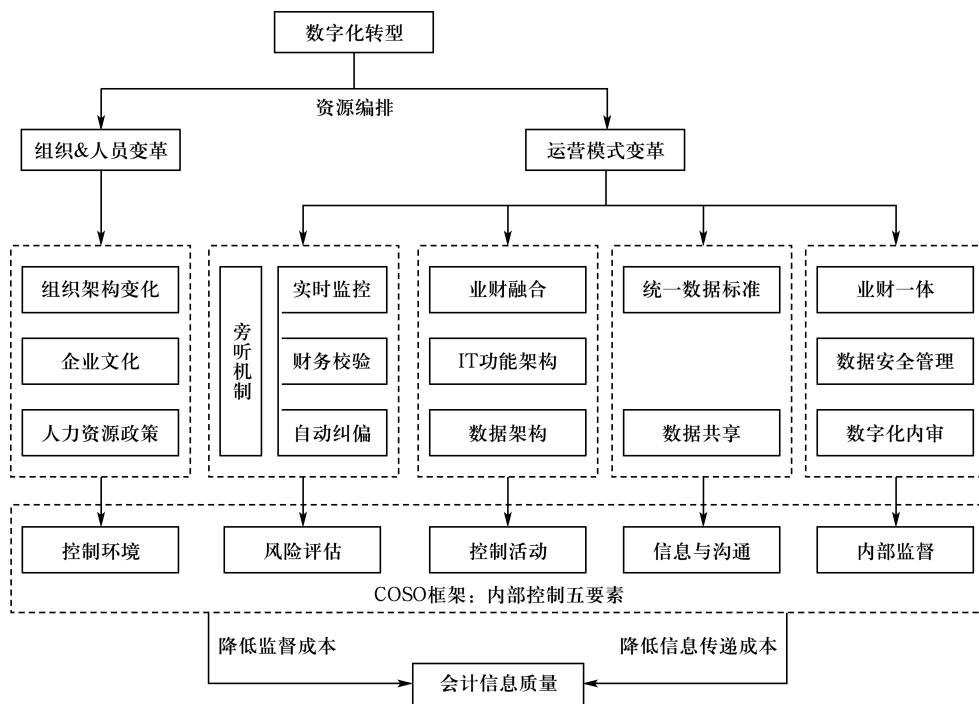 数字化转型
资源编排
组织&人员变革
运营模式变革
组织架构变化
企业文化
人力资源政策
旁听机制
实时监控
财务校验
自动纠偏
业财融合
IT功能架构
数据架构
统一数据标准
数据共享
业财一体
数据安全管理
数字化内审
控制环境
风险评估
控制活动
信息与沟通
内部监督
COSO框架：内部控制五要素
降低监督成本
降低信息传递成本
会计信息质量